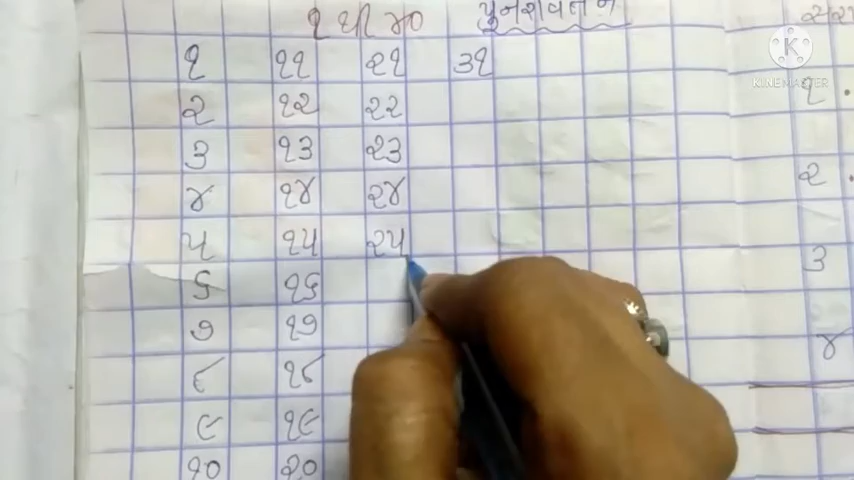 ૧ થી ૪૦ પુનરાવર્તન
૧ ૧૧ ૨૧ ૩૧
૨ ૧૨ ૨૨
૩ ૧૩ ૨૩
૪ ૧૪ ૨૪
૫ ૧૫ ૨૫
૬ ૧૬
૭ ૧૭
૮ ૧૮
૯ ૧૯
૧૦ ૨૦
૧.
૨.
૩
૪
KINEMASTER